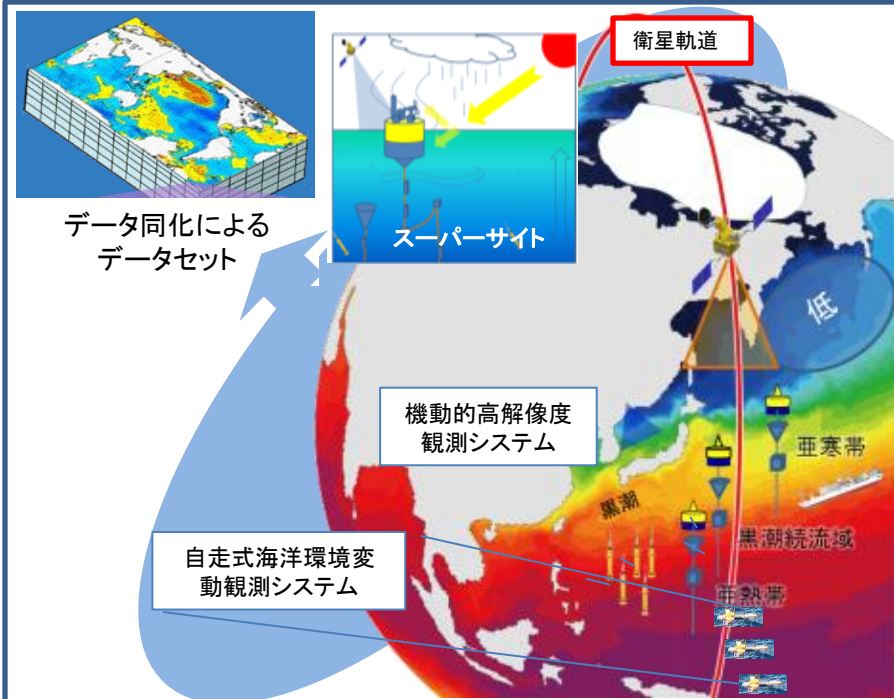 衛星軌道
データ同化による
データセット
スーパーサイト
低
機動的高解像度
観測システム
亜寒帯
黒潮
黒潮続流域
自走式海洋環境変
動観測システム
亜熱帯